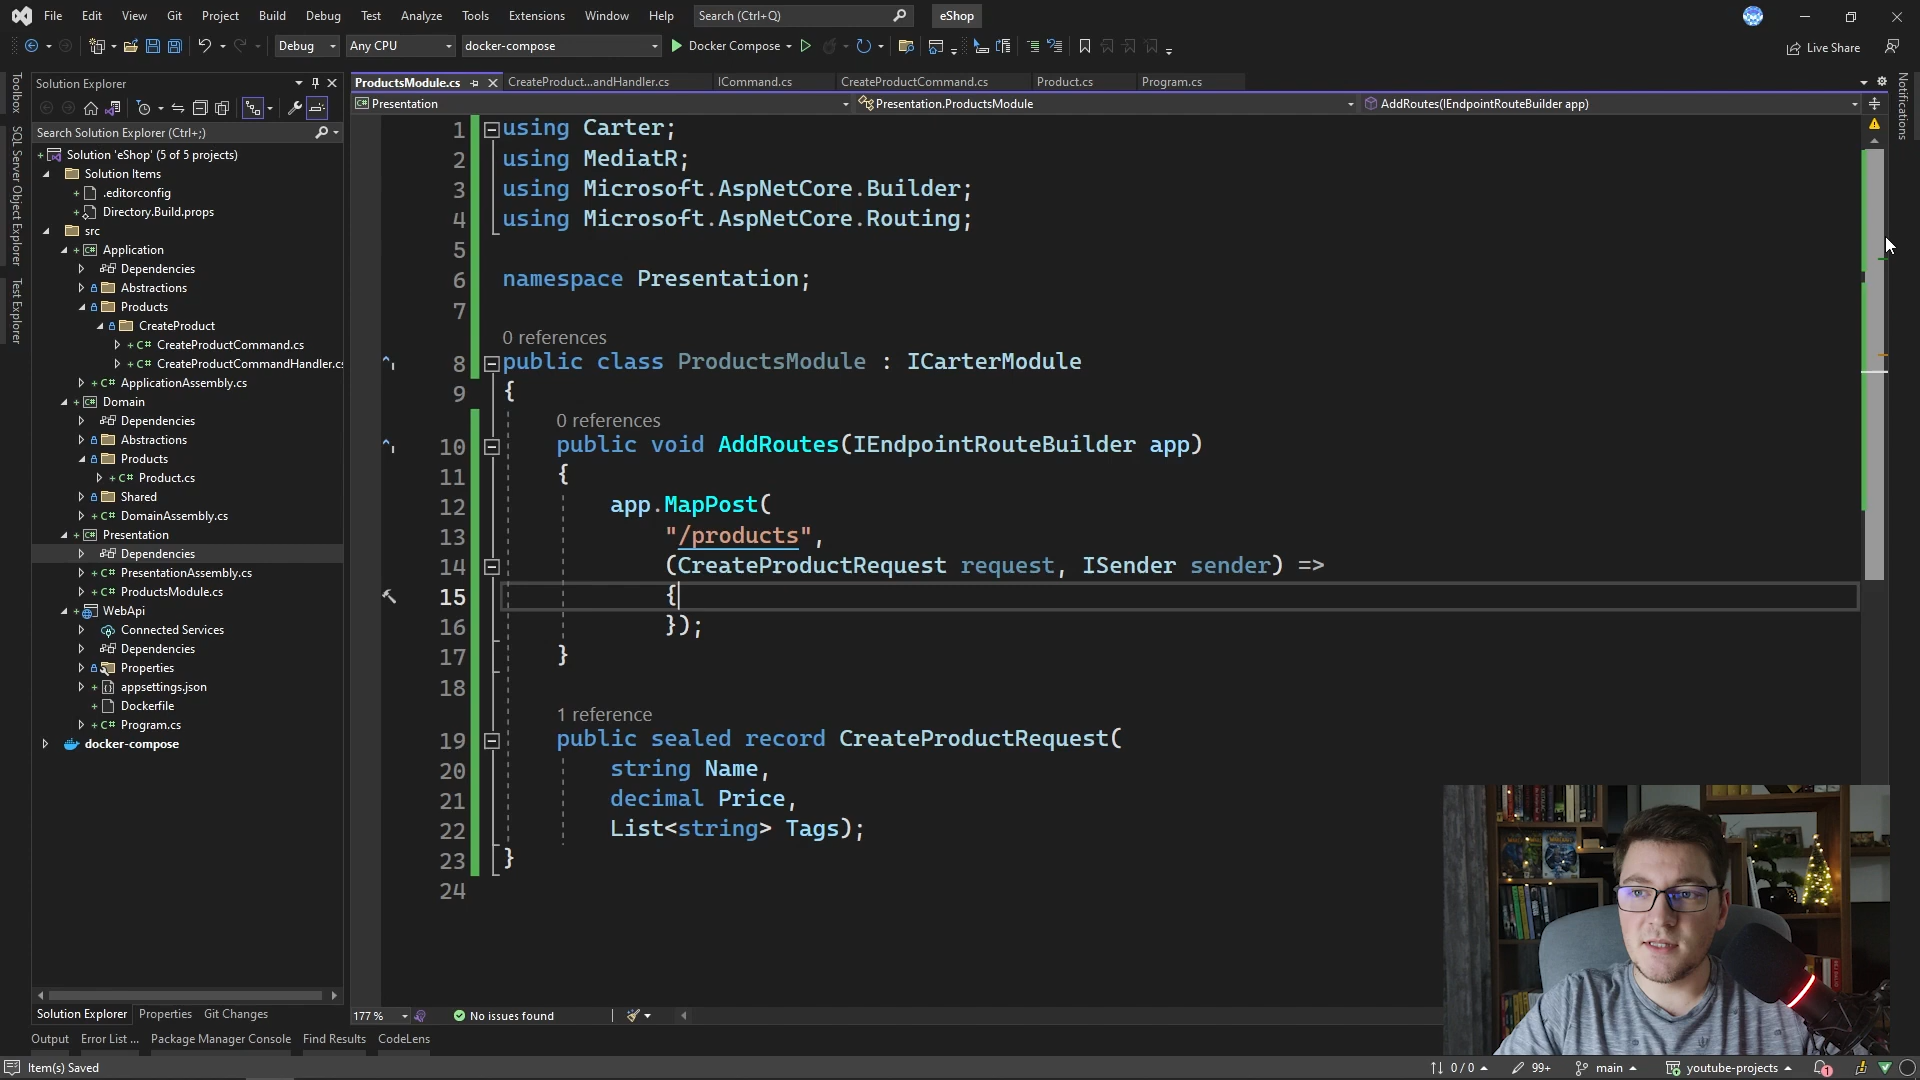 File Edit View Git Project Build Debug Test Analyze Tools Extensions Window Help Search (Ctrl+Q) eShop
Debug Any CPU docker-compose Docker Compose Live Share
Toolbox
SQL Server Object Explorer
Test Explorer
Solution Explorer
Search Solution Explorer (Ctrl+;)
Solution 'eShop' (5 of 5 projects)
Solution Items
.editorconfig
Directory.Build.props
src
Application
Dependencies
Abstractions
Products
CreateProduct
CreateProductCommand.cs
CreateProductCommandHandler.cs
ApplicationAssembly.cs
Domain
Dependencies
Abstractions
Products
Product.cs
Shared
DomainAssembly.cs
Presentation
Dependencies
PresentationAssembly.cs
ProductsModule.cs
WebApi
Connected Services
Dependencies
Properties
appsettings.json
Dockerfile
Program.cs
docker-compose
Solution Explorer Properties Git Changes
ProductsModule.cs CreateProduct...andHandler.cs ICommand.cs CreateProductCommand.cs Product.cs Program.cs
Presentation Presentation.ProductsModule AddRoutes(IEndpointRouteBuilder app)
Notifications
1 using Carter;
2 using MediatR;
3 using Microsoft.AspNetCore.Builder;
4 using Microsoft.AspNetCore.Routing;
5
6 namespace Presentation;
7
0 references
8 public class ProductsModule : ICarterModule
9 {
0 references
10 public void AddRoutes(IEndpointRouteBuilder app)
11 {
12 app.MapPost(
13 "/products",
14 (CreateProductRequest request, ISender sender) =>
15 {
16 });
17 }
18
1 reference
19 public sealed record CreateProductRequest(
20 string Name,
21 decimal Price,
22 List<string> Tags);
23 }
24
177 % No issues found
Output Error List ... Package Manager Console Find Results CodeLens
Item(s) Saved 0 / 0 99+ main youtube-projects 1